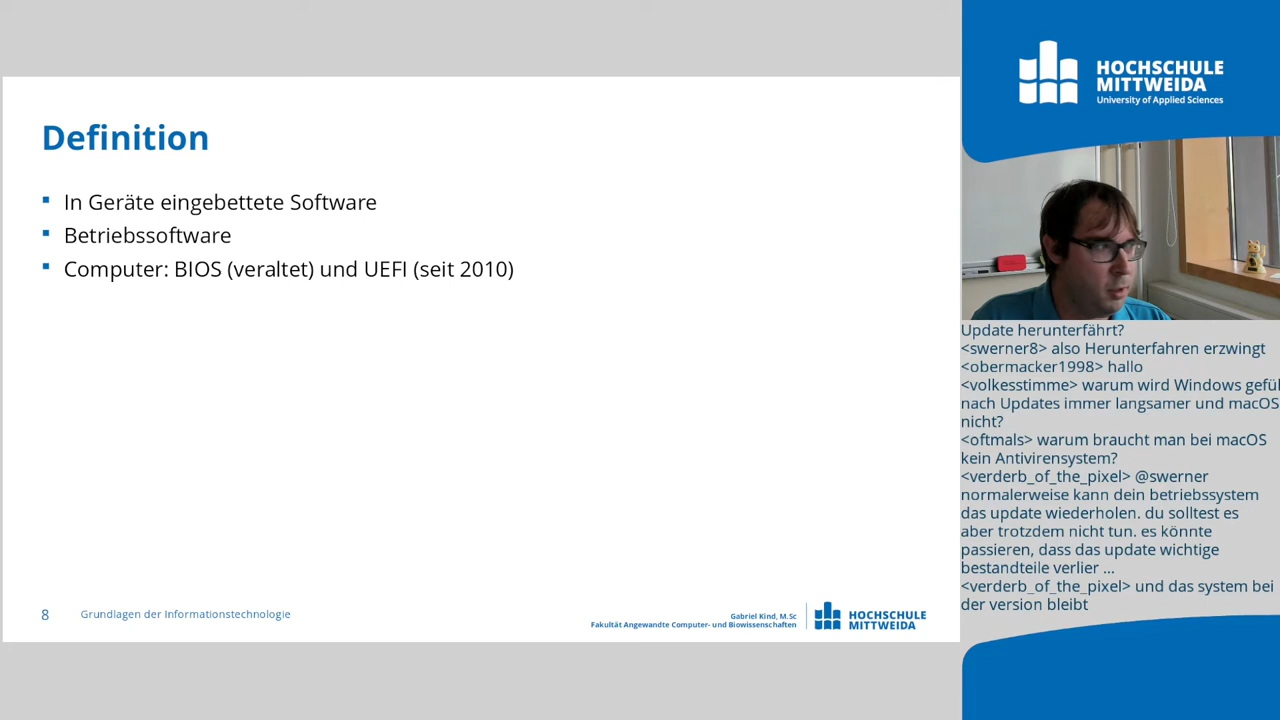 Definition
In Geräte eingebettete Software
Betriebssoftware
Computer: BIOS (veraltet) und UEFI (seit 2010)
8
Grundlagen der Informationstechnologie
Gabriel Kind, M.Sc
Fakultät Angewandte Computer- und Biowissenschaften
HOCHSCHULE
MITTWEIDA
HOCHSCHULE
MITTWEIDA
University of Applied Sciences
Update herunterfährt?
<swerner8> also Herunterfahren erzwingt
<obermacker1998> hallo
<volkesstimme> warum wird Windows gefül
nach Updates immer langsamer und macOS
nicht?
<oftmals> warum braucht man bei macOS
kein Antivirensystem?
<verderb_of_the_pixel> @swerner
normalerweise kann dein betriebssystem
das update wiederholen. du solltest es
aber trotzdem nicht tun. es könnte
passieren, dass das update wichtige
bestandteile verlier ...
<verderb_of_the_pixel> und das system bei
der version bleibt